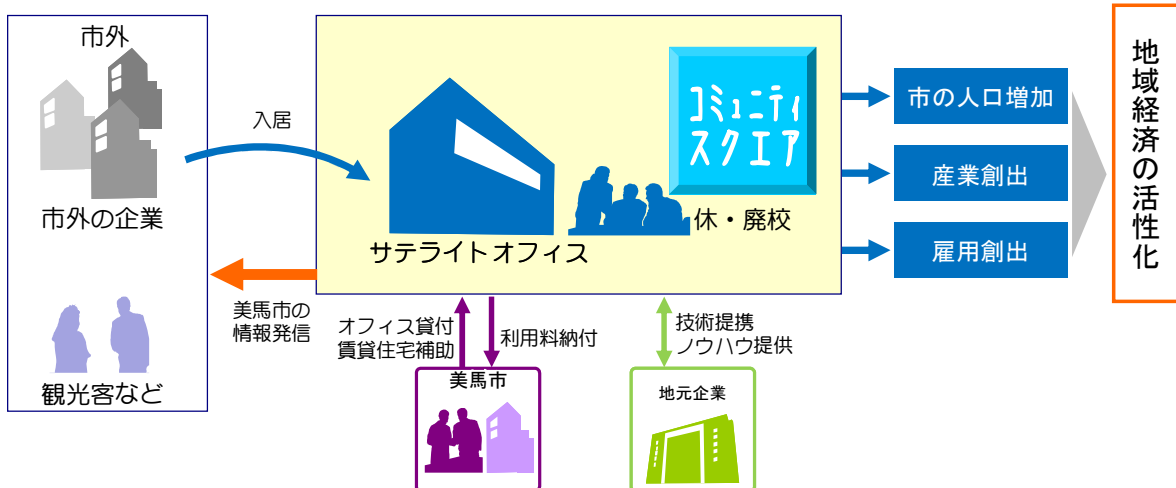 市外
市外の企業
観光客など
入居
美馬市の
情報発信
コミュニティ
スクエア
休・廃校
サテライトオフィス
オフィス貸付
賃貸住宅補助
利用料納付
美馬市
技術提携
ノウハウ提供
地元企業
市の人口増加
産業創出
雇用創出
地域経済の活性化